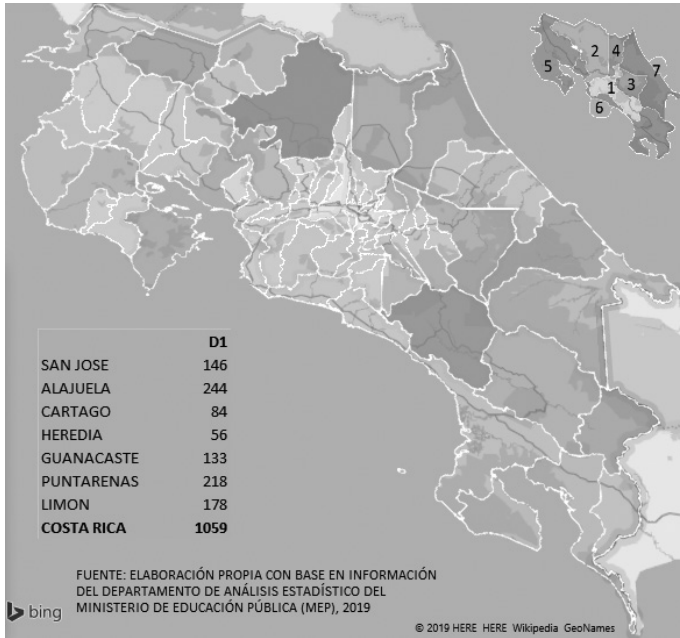 2 4
5 7
3
1
6
D1
SAN JOSE 146
ALAJUELA 244
CARTAGO 84
HEREDIA 56
GUANACASTE 133
PUNTARENAS 218
LIMON 178
COSTA RICA 1059
FUENTE: ELABORACIÓN PROPIA CON BASE EN INFORMACIÓN
DEL DEPARTAMENTO DE ANÁLISIS ESTADÍSTICO DEL
MINISTERIO DE EDUCACIÓN PÚBLICA (MEP), 2019
bing
© 2019 HERE HERE Wikipedia GeoNames